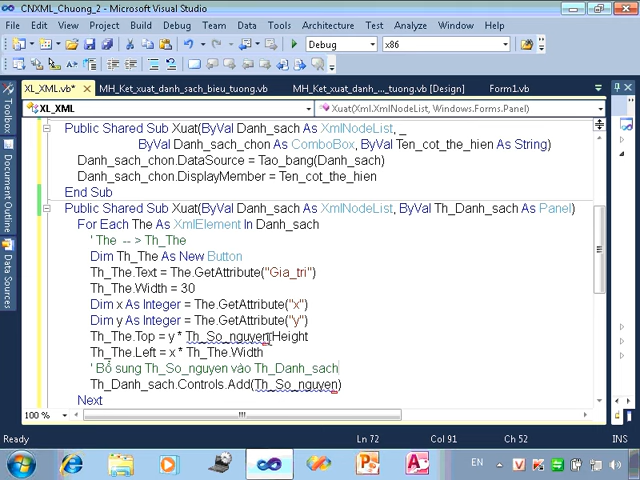 CNXML_Chuong_2 - Microsoft Visual Studio
File Edit View Project Build Debug Team Data Tools Architecture Test Analyze Window Help
Debug x86
XL_XML.vb* MH_Ket_xuat_danh_sach_bieu_tuong.vb MH_Ket_xuat_danh_..._tuong.vb [Design] Form1.vb
XL_XML Xuat(Xml.XmlNodeList, Windows.Forms.Panel)
Toolbox
Document Outline
Data Sources
Public Shared Sub Xuat(ByVal Danh_sach As XmlNodeList, _
ByVal Danh_sach_chon As ComboBox, ByVal Ten_cot_the_hien As String)
Danh_sach_chon.DataSource = Tao_bang(Danh_sach)
Danh_sach_chon.DisplayMember = Ten_cot_the_hien
End Sub
Public Shared Sub Xuat(ByVal Danh_sach As XmlNodeList, ByVal Th_Danh_sach As Panel)
For Each The As XmlElement In Danh_sach
' The --> Th_The
Dim Th_The As New Button
Th_The.Text = The.GetAttribute("Gia_tri")
Th_The.Width = 30
Dim x As Integer = The.GetAttribute("x")
Dim y As Integer = The.GetAttribute("y")
Th_The.Top = y * Th_So_nguyen.Height
Th_The.Left = x * Th_The.Width
' Bổ sung Th_So_nguyen vào Th_Danh_sach
Th_Danh_sach.Controls.Add(Th_So_nguyen)
Next
100 %
Ready Ln 72 Col 91 Ch 52 INS
EN